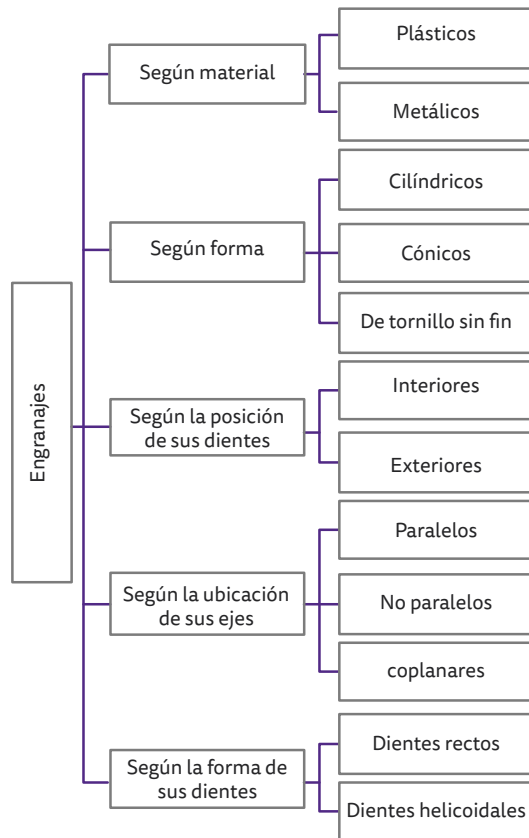 Engranajes
Según material
Plásticos
Metálicos
Según forma
Cilíndricos
Cónicos
De tornillo sin fin
Según la posición
de sus dientes
Interiores
Exteriores
Según la ubicación
de sus ejes
Paralelos
No paralelos
coplanares
Según la forma de
sus dientes
Dientes rectos
Dientes helicoidales